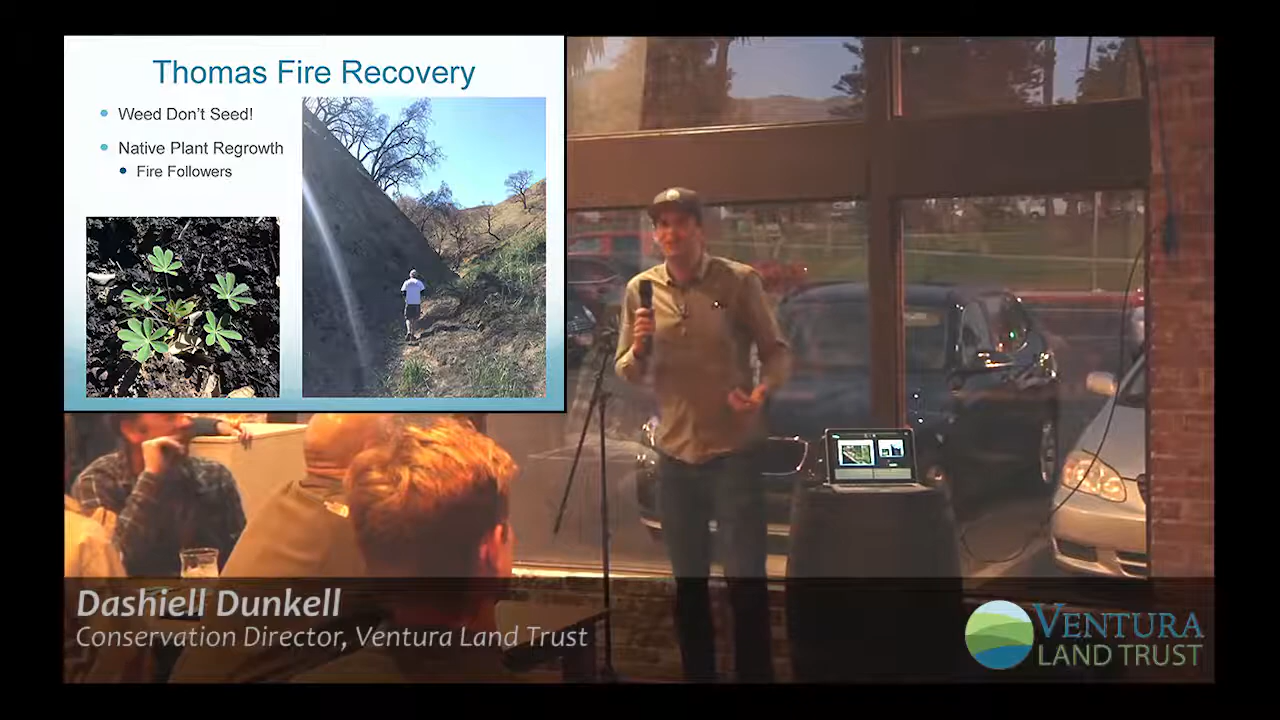 Thomas Fire Recovery
Weed Don't Seed!
Native Plant Regrowth
Fire Followers
Dashiell Dunkell
Conservation Director, Ventura Land Trust
VENTURA
LAND TRUST